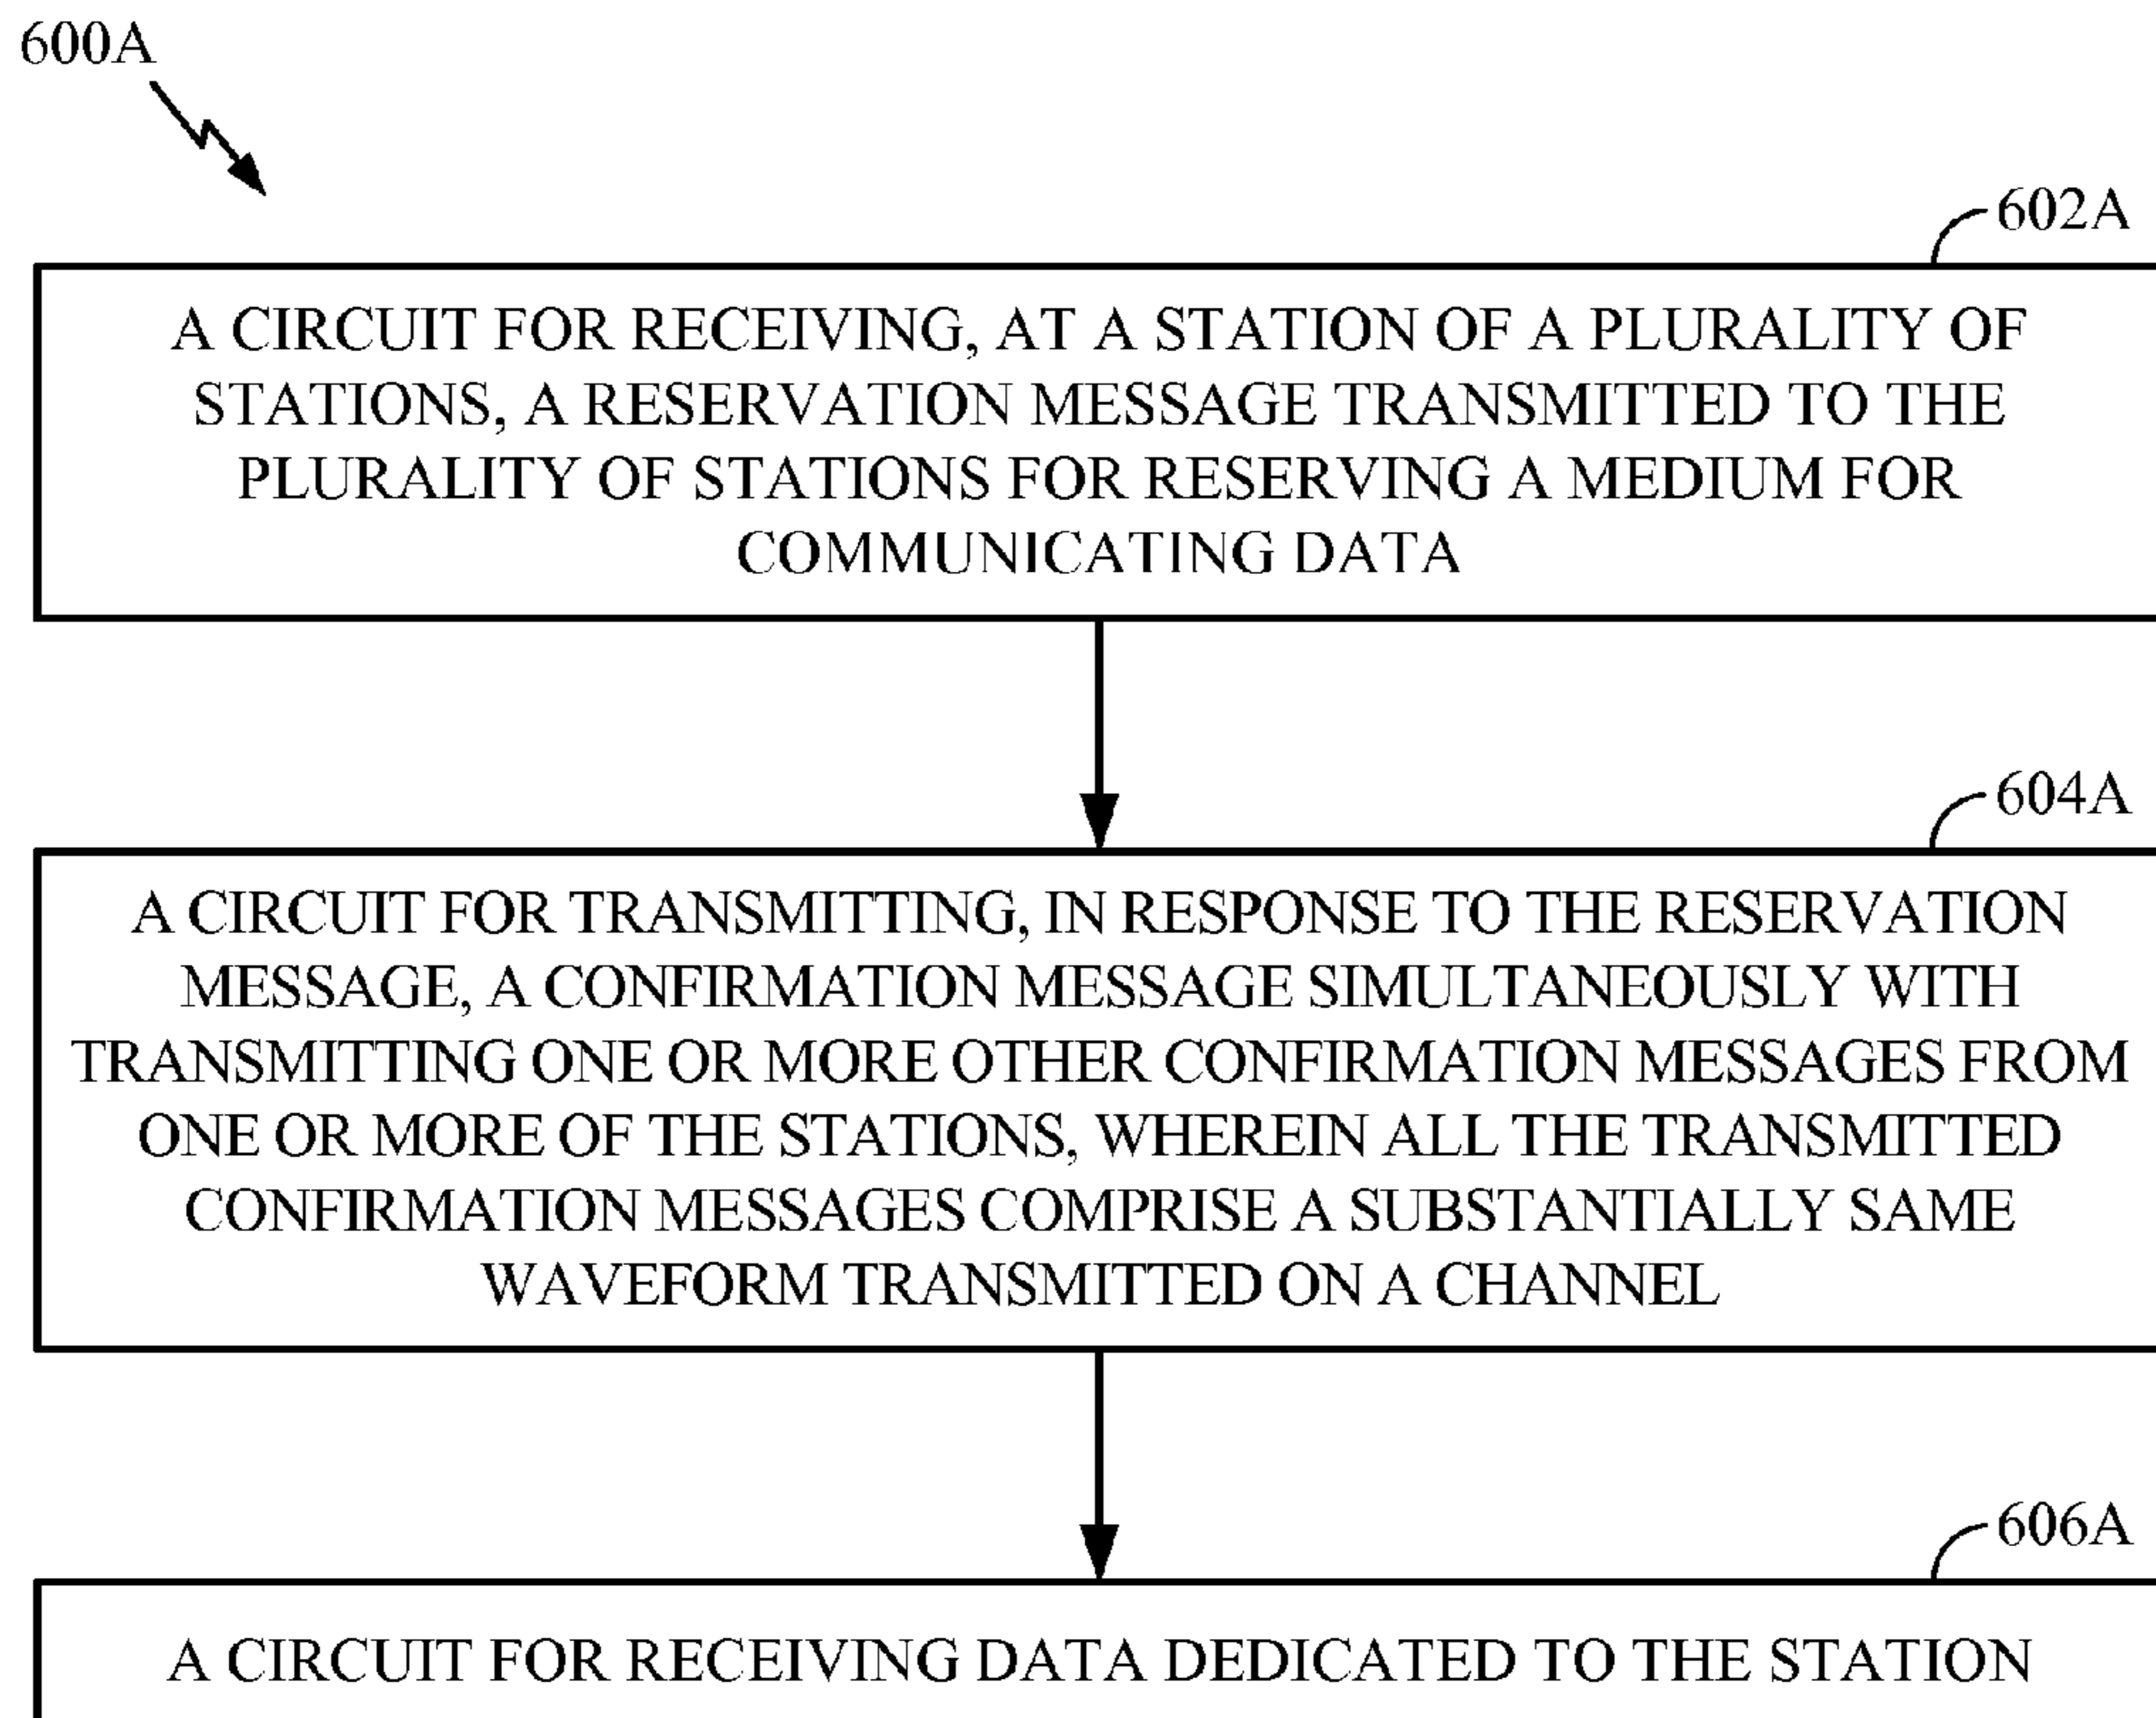 600A
602A
A CIRCUIT FOR RECEIVING, AT A STATION OF A PLURALITY OF
STATIONS, A RESERVATION MESSAGE TRANSMITTED TO THE
PLURALITY OF STATIONS FOR RESERVING A MEDIUM FOR
COMMUNICATING DATA
604A
A CIRCUIT FOR TRANSMITTING, IN RESPONSE TO THE RESERVATION
MESSAGE, A CONFIRMATION MESSAGE SIMULTANEOUSLY WITH
TRANSMITTING ONE OR MORE OTHER CONFIRMATION MESSAGES FROM
ONE OR MORE OF THE STATIONS, WHEREIN ALL THE TRANSMITTED
CONFIRMATION MESSAGES COMPRISE A SUBSTANTIALLY SAME
WAVEFORM TRANSMITTED ON A CHANNEL
606A
A CIRCUIT FOR RECEIVING DATA DEDICATED TO THE STATION